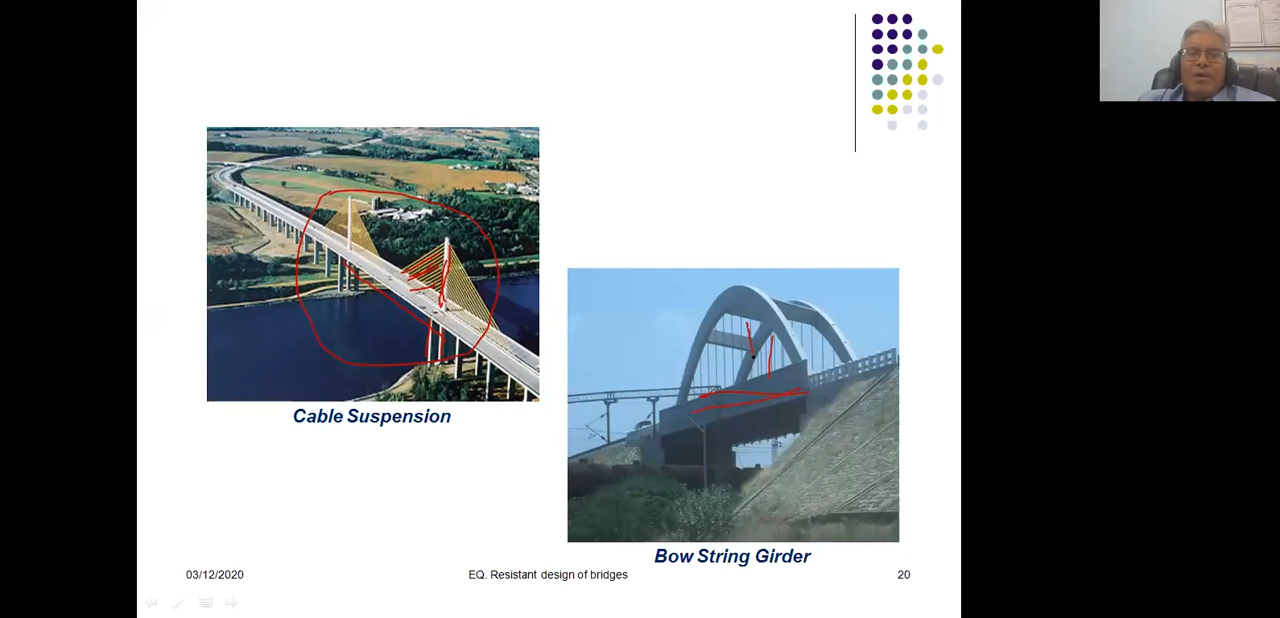 Cable Suspension
Bow String Girder
03/12/2020
EQ. Resistant design of bridges
20